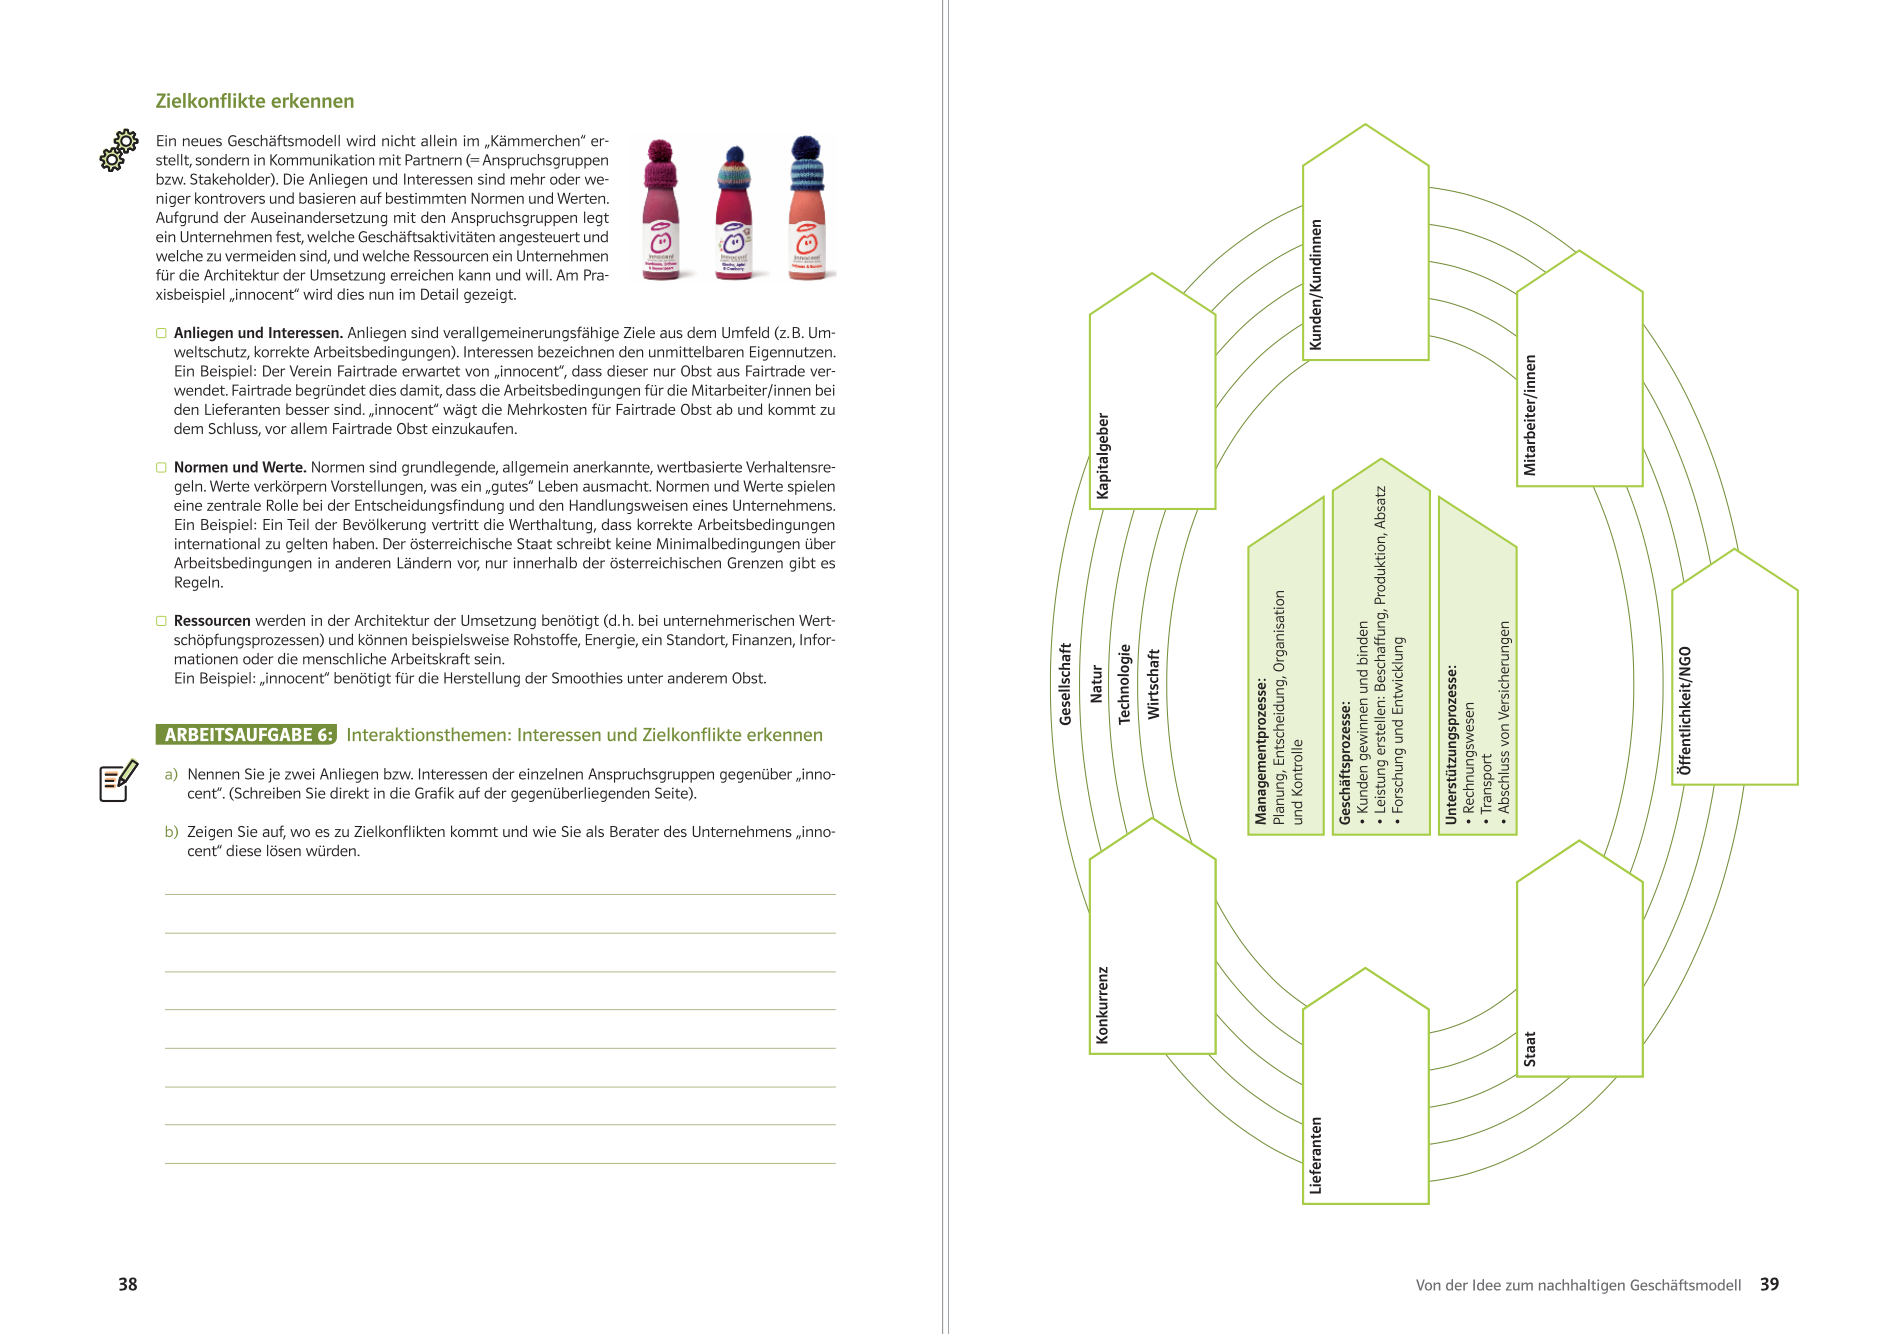 Zielkonflikte erkennen
Ein neues Geschäftsmodell wird nicht allein im „Kämmerchen“ er-
stellt, sondern in Kommunikation mit Partnern (= Anspruchsgruppen
bzw. Stakeholder). Die Anliegen und Interessen sind mehr oder we-
niger kontrovers und basieren auf bestimmten Normen und Werten.
Aufgrund der Auseinandersetzung mit den Anspruchsgruppen legt
ein Unternehmen fest, welche Geschäftsaktivitäten angesteuert und
welche zu vermeiden sind, und welche Ressourcen ein Unternehmen
für die Architektur der Umsetzung erreichen kann und will. Am Pra-
xisbeispiel „innocent“ wird dies nun im Detail gezeigt.
innocent
innocent
innocent
Anliegen und Interessen. Anliegen sind verallgemeinerungsfähige Ziele aus dem Umfeld (z. B. Um-
weltschutz, korrekte Arbeitsbedingungen). Interessen bezeichnen den unmittelbaren Eigennutzen.
Ein Beispiel: Der Verein Fairtrade erwartet von „innocent“, dass dieser nur Obst aus Fairtrade ver-
wendet. Fairtrade begründet dies damit, dass die Arbeitsbedingungen für die Mitarbeiter/innen bei
den Lieferanten besser sind. „innocent“ wägt die Mehrkosten für Fairtrade Obst ab und kommt zu
dem Schluss, vor allem Fairtrade Obst einzukaufen.
Normen und Werte. Normen sind grundlegende, allgemein anerkannte, wertbasierte Verhaltensre-
geln. Werte verkörpern Vorstellungen, was ein „gutes“ Leben ausmacht. Normen und Werte spielen
eine zentrale Rolle bei der Entscheidungsfindung und den Handlungsweisen eines Unternehmens.
Ein Beispiel: Ein Teil der Bevölkerung vertritt die Werthaltung, dass korrekte Arbeitsbedingungen
international zu gelten haben. Der österreichische Staat schreibt keine Minimalbedingungen über
Arbeitsbedingungen in anderen Ländern vor, nur innerhalb der österreichischen Grenzen gibt es
Regeln.
Ressourcen werden in der Architektur der Umsetzung benötigt (d. h. bei unternehmerischen Wert-
schöpfungsprozessen) und können beispielsweise Rohstoffe, Energie, ein Standort, Finanzen, Infor-
mationen oder die menschliche Arbeitskraft sein.
Ein Beispiel: „innocent“ benötigt für die Herstellung der Smoothies unter anderem Obst.
ARBEITSAUFGABE 6: Interaktionsthemen: Interessen und Zielkonflikte erkennen
a) Nennen Sie je zwei Anliegen bzw. Interessen der einzelnen Anspruchsgruppen gegenüber „inno-
cent“. (Schreiben Sie direkt in die Grafik auf der gegenüberliegenden Seite).
b) Zeigen Sie auf, wo es zu Zielkonflikten kommt und wie Sie als Berater des Unternehmens „inno-
cent“ diese lösen würden.
38
Gesellschaft
Natur
Technologie
Wirtschaft
Konkurrenz
Kapitalgeber
Lieferanten
Kunden/Kundinnen
Managementprozesse:
Planung, Entscheidung, Organisation
und Kontrolle
Geschäftsprozesse:
• Kunden gewinnen und binden
• Leistung erstellen: Beschaffung, Produktion, Absatz
• Forschung und Entwicklung
Unterstützungsprozesse:
• Rechnungswesen
• Transport
• Abschluss von Versicherungen
Staat
Mitarbeiter/innen
Öffentlichkeit/NGO
Von der Idee zum nachhaltigen Geschäftsmodell 39